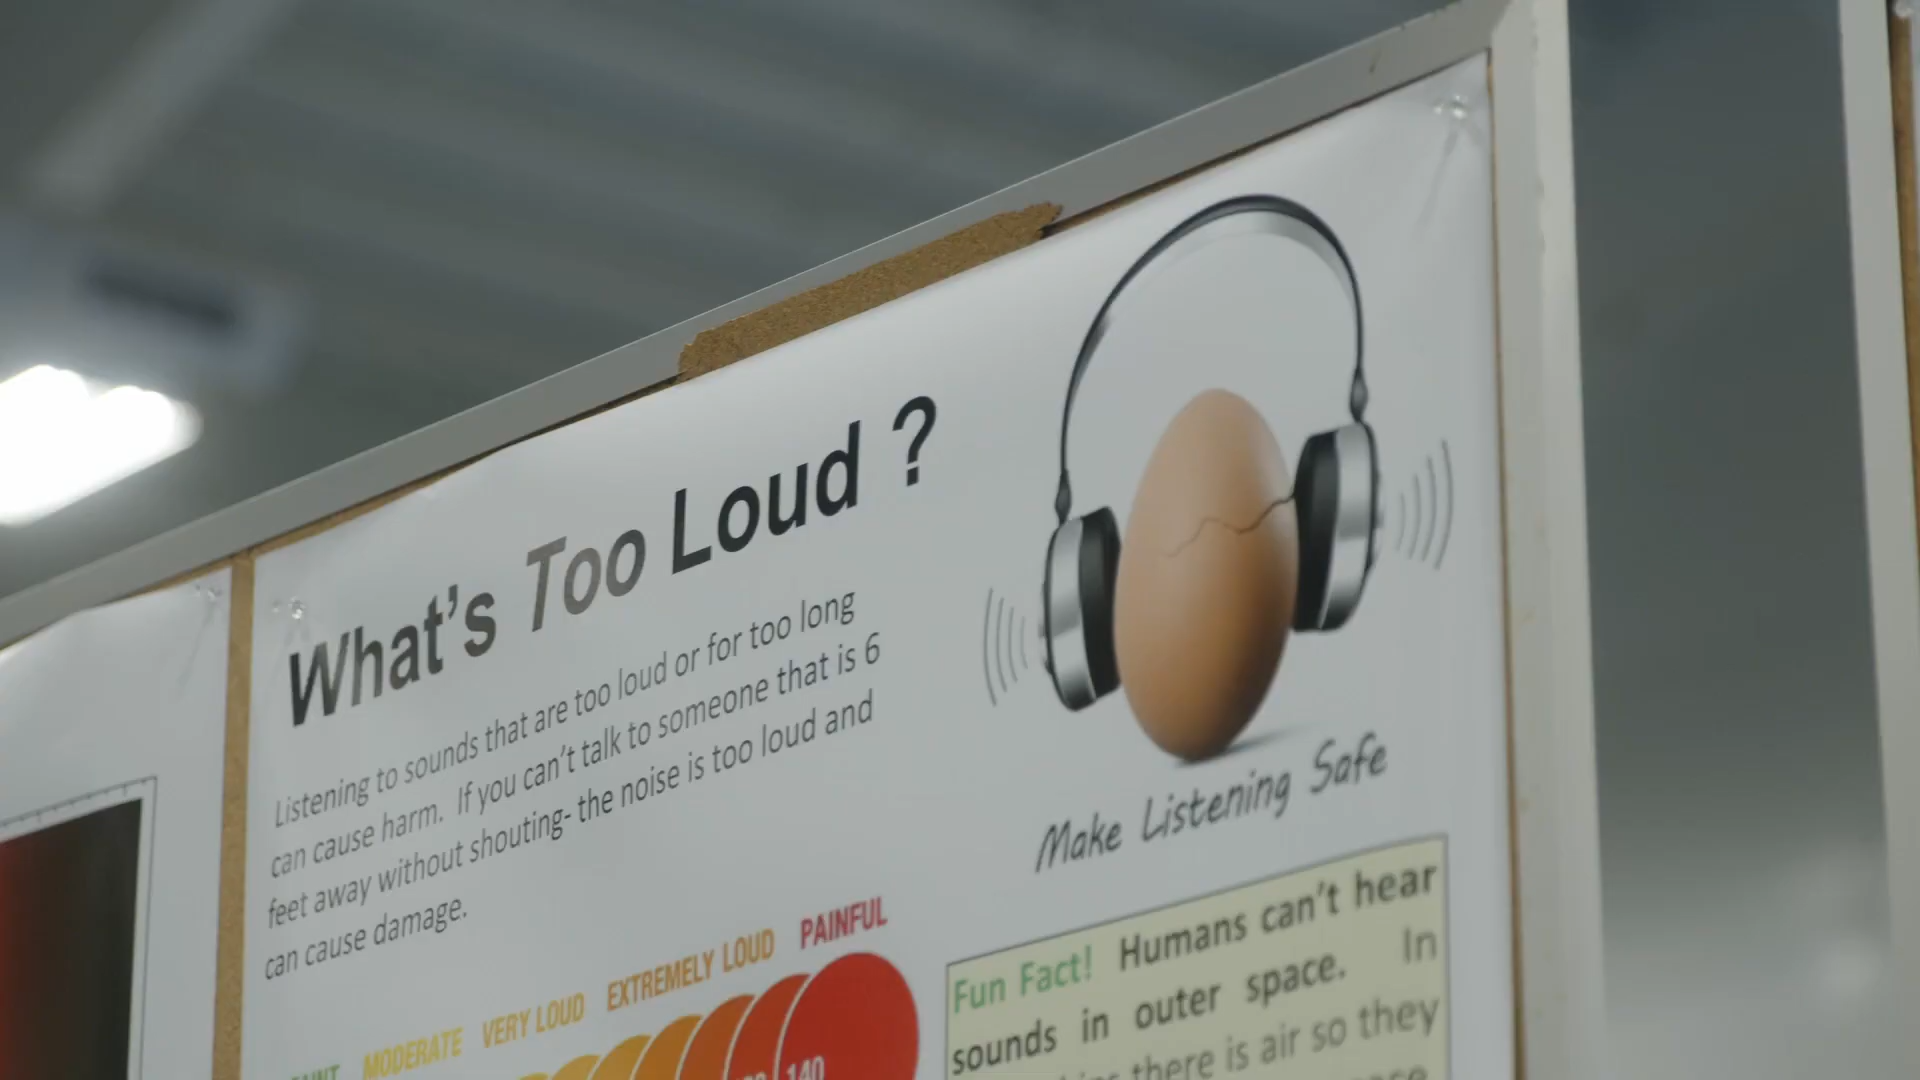 What's Too Loud ?
Listening to sounds that are too loud or for too long
can cause harm. If you can't talk to someone that is 6
feet away without shouting- the noise is too loud and
can cause damage.
Make Listening Safe
MODERATE VERY LOUD EXTREMELY LOUD PAINFUL
140
Fun Fact! Humans can't hear
sounds in outer space. In
there is air so they